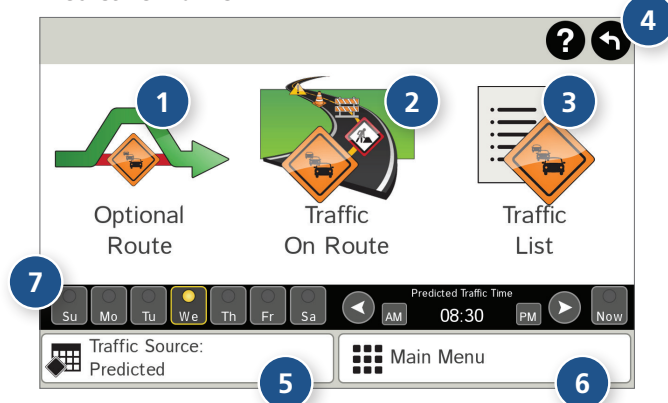 4
?
1
2
3
Optional
Route
Traffic
On Route
Traffic
List
7
Su Mo Tu We Th Fr Sa
Predicted Traffic Time
AM 08:30 PM
Now
Traffic Source:
Predicted
Main Menu
5
6